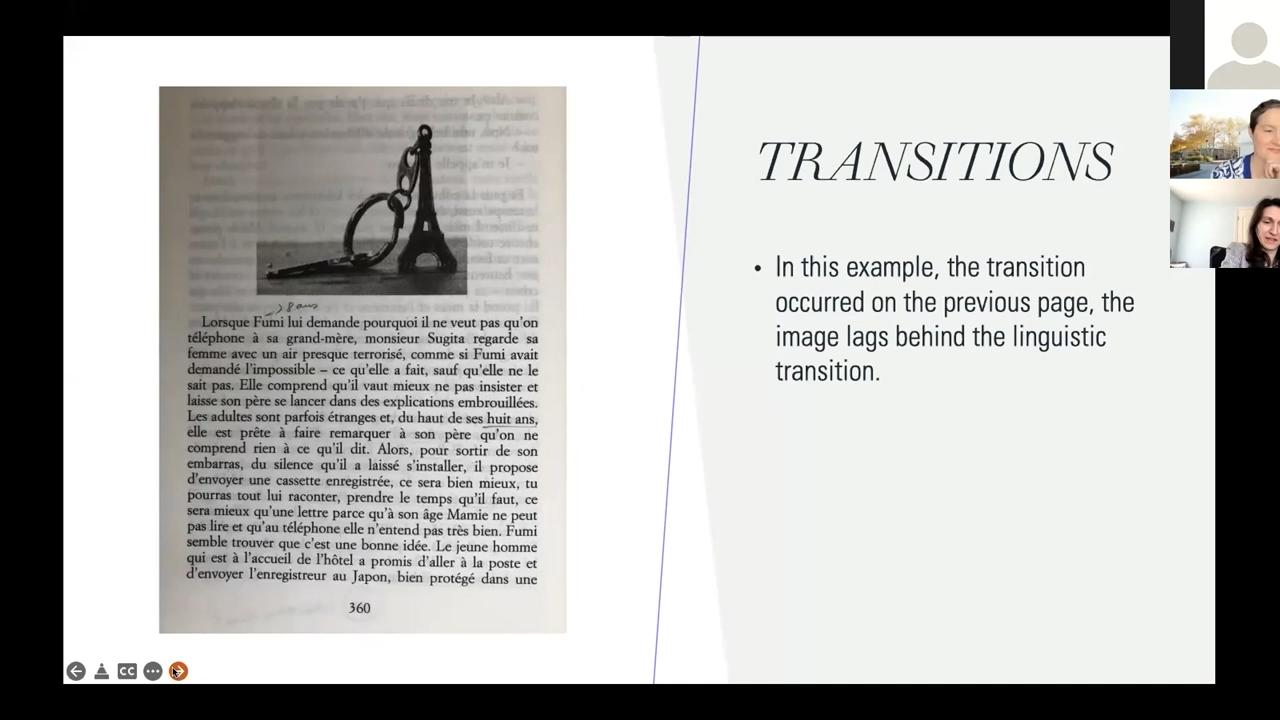 8 ans
Lorsque Fumi lui demande pourquoi il ne veut pas qu’on
téléphone à sa grand-mère, monsieur Sugita regarde sa
femme avec un air presque terrorisé, comme si Fumi avait
demandé l’impossible – ce qu’elle a fait, sauf qu’elle ne le
sait pas. Elle comprend qu’il vaut mieux ne pas insister et
laisse son père se lancer dans des explications embrouillées.
Les adultes sont parfois étranges et, du haut de ses huit ans,
elle est prête à faire remarquer à son père qu’on ne
comprend rien à ce qu’il dit. Alors, pour sortir de son
embarras, du silence qu’il a laissé s’installer, il propose
d’envoyer une cassette enregistrée, ce sera bien mieux, tu
pourras tout lui raconter, prendre le temps qu’il faut, ce
sera mieux qu’une lettre parce qu’à son âge Mamie ne peut
pas lire et qu’au téléphone elle n’entend pas très bien. Fumi
semble trouver que c’est une bonne idée. Le jeune homme
qui est à l’accueil de l’hôtel a promis d’aller à la poste et
d’envoyer l’enregistreur au Japon, bien protégé dans une
360
TRANSITIONS
• In this example, the transition
occurred on the previous page, the
image lags behind the linguistic
transition.
CC